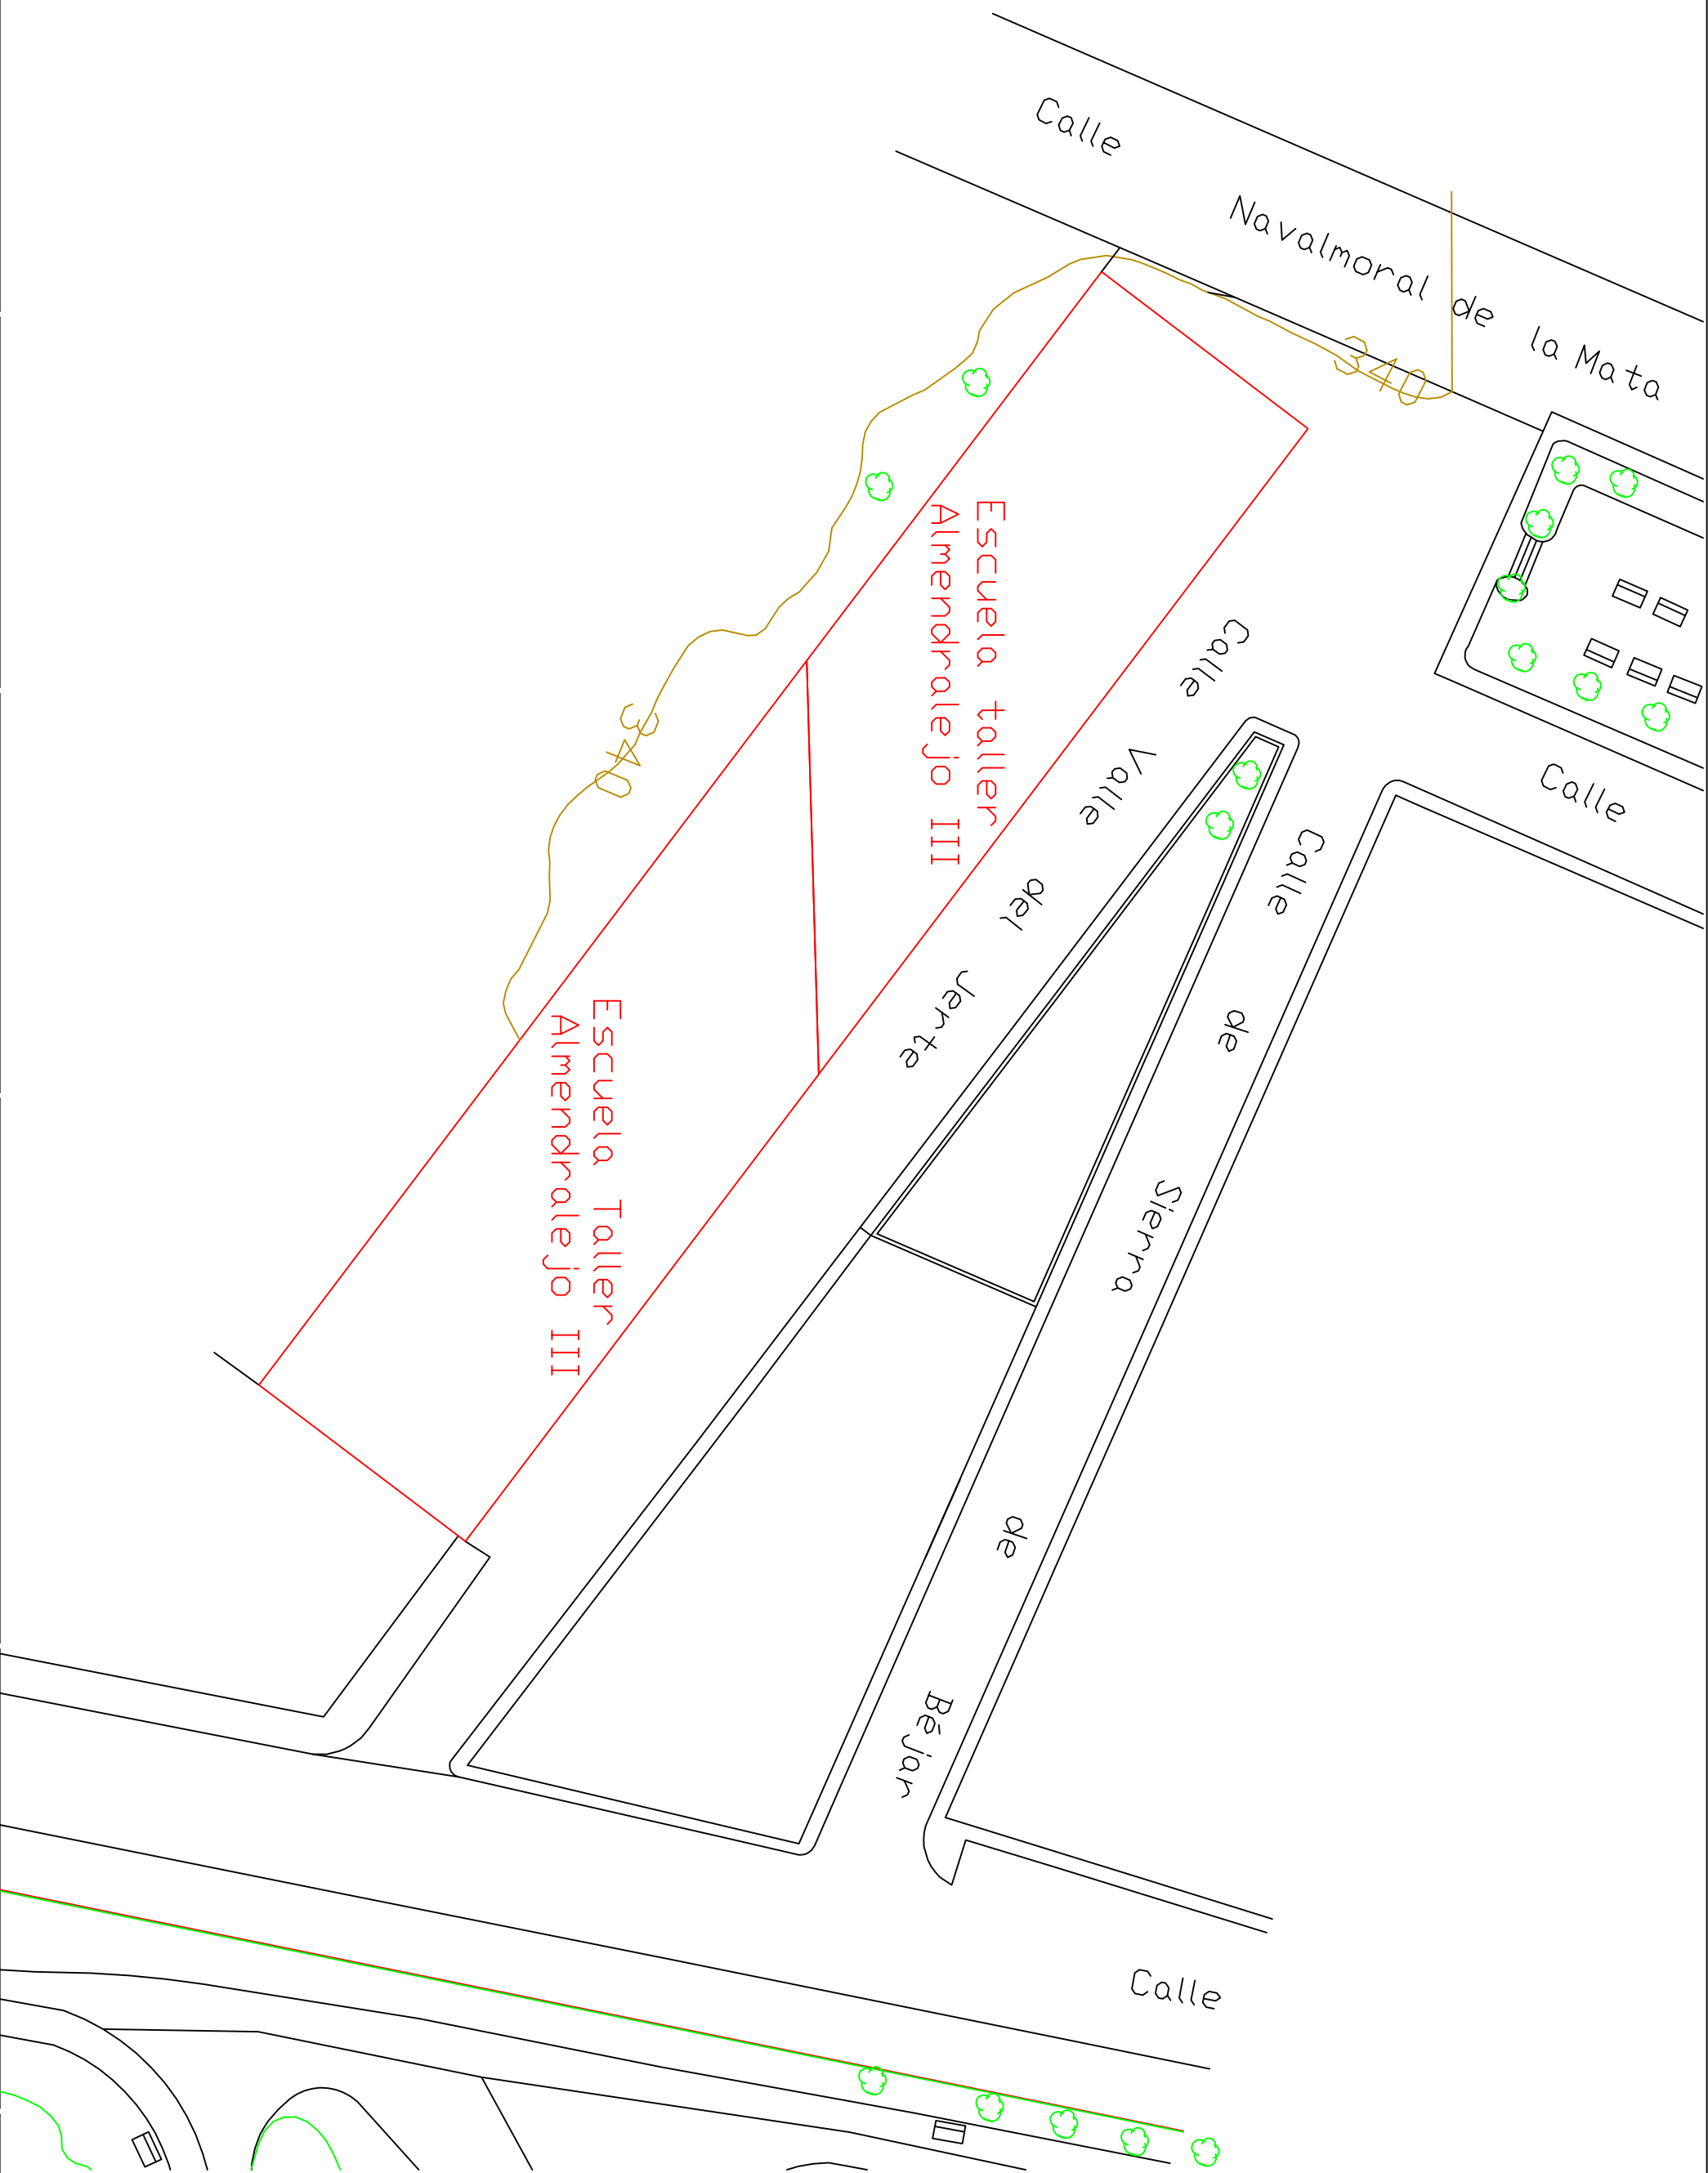 Calle Navalmoral de la Mata
340
Escuela taller
Almendralejo III
Calle Valle del Jerte
340
Calle
Calle de Sierra de Béjar
Escuela Taller
Almendralejo III
Calle